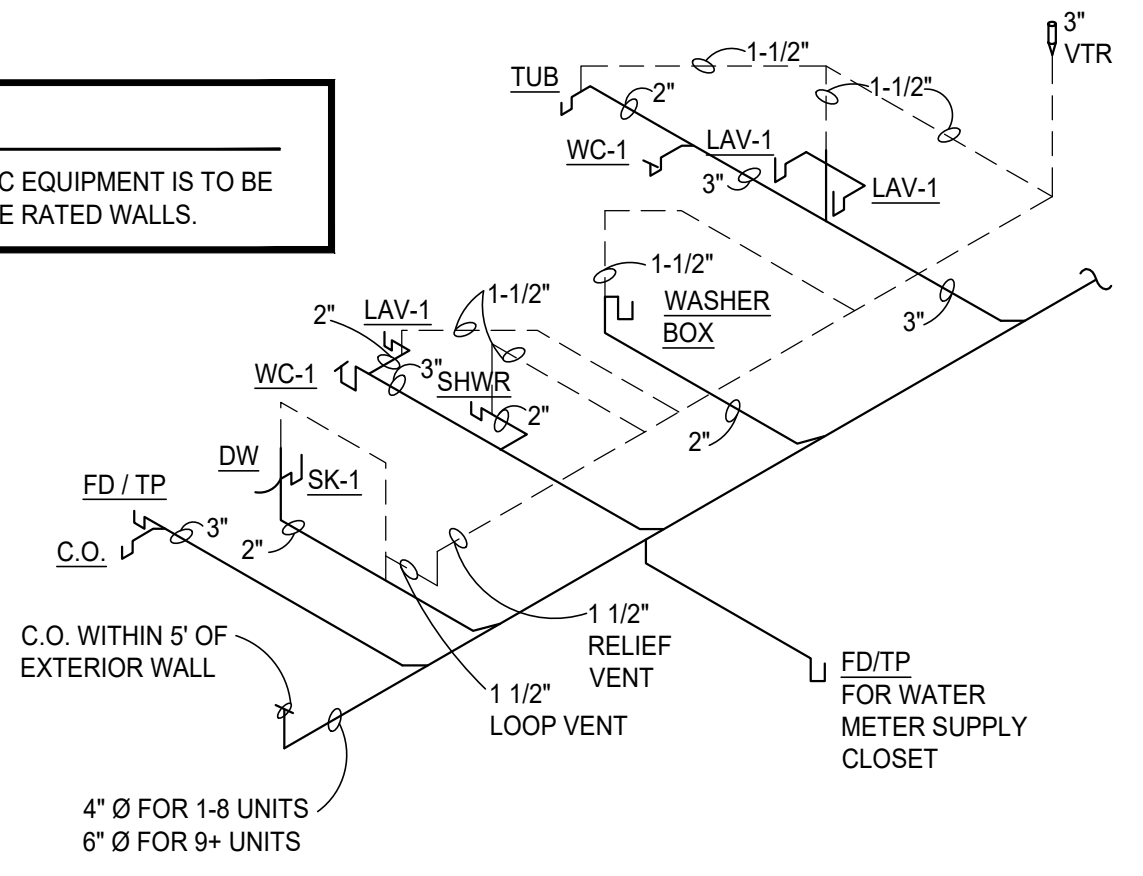 C EQUIPMENT IS TO BE
E RATED WALLS.
3"
VTR
1-1/2"
TUB
2"
1-1/2"
WC-1
LAV-1
3"
LAV-1
1-1/2"
WASHER
BOX
3"
1-1/2"
2"
LAV-1
WC-1
3"
SHWR
2"
2"
DW
SK-1
FD / TP
3"
2"
C.O.
C.O. WITHIN 5' OF
EXTERIOR WALL
1 1/2"
RELIEF
VENT
1 1/2"
LOOP VENT
FD/TP
FOR WATER
METER SUPPLY
CLOSET
4" Ø FOR 1-8 UNITS
6" Ø FOR 9+ UNITS